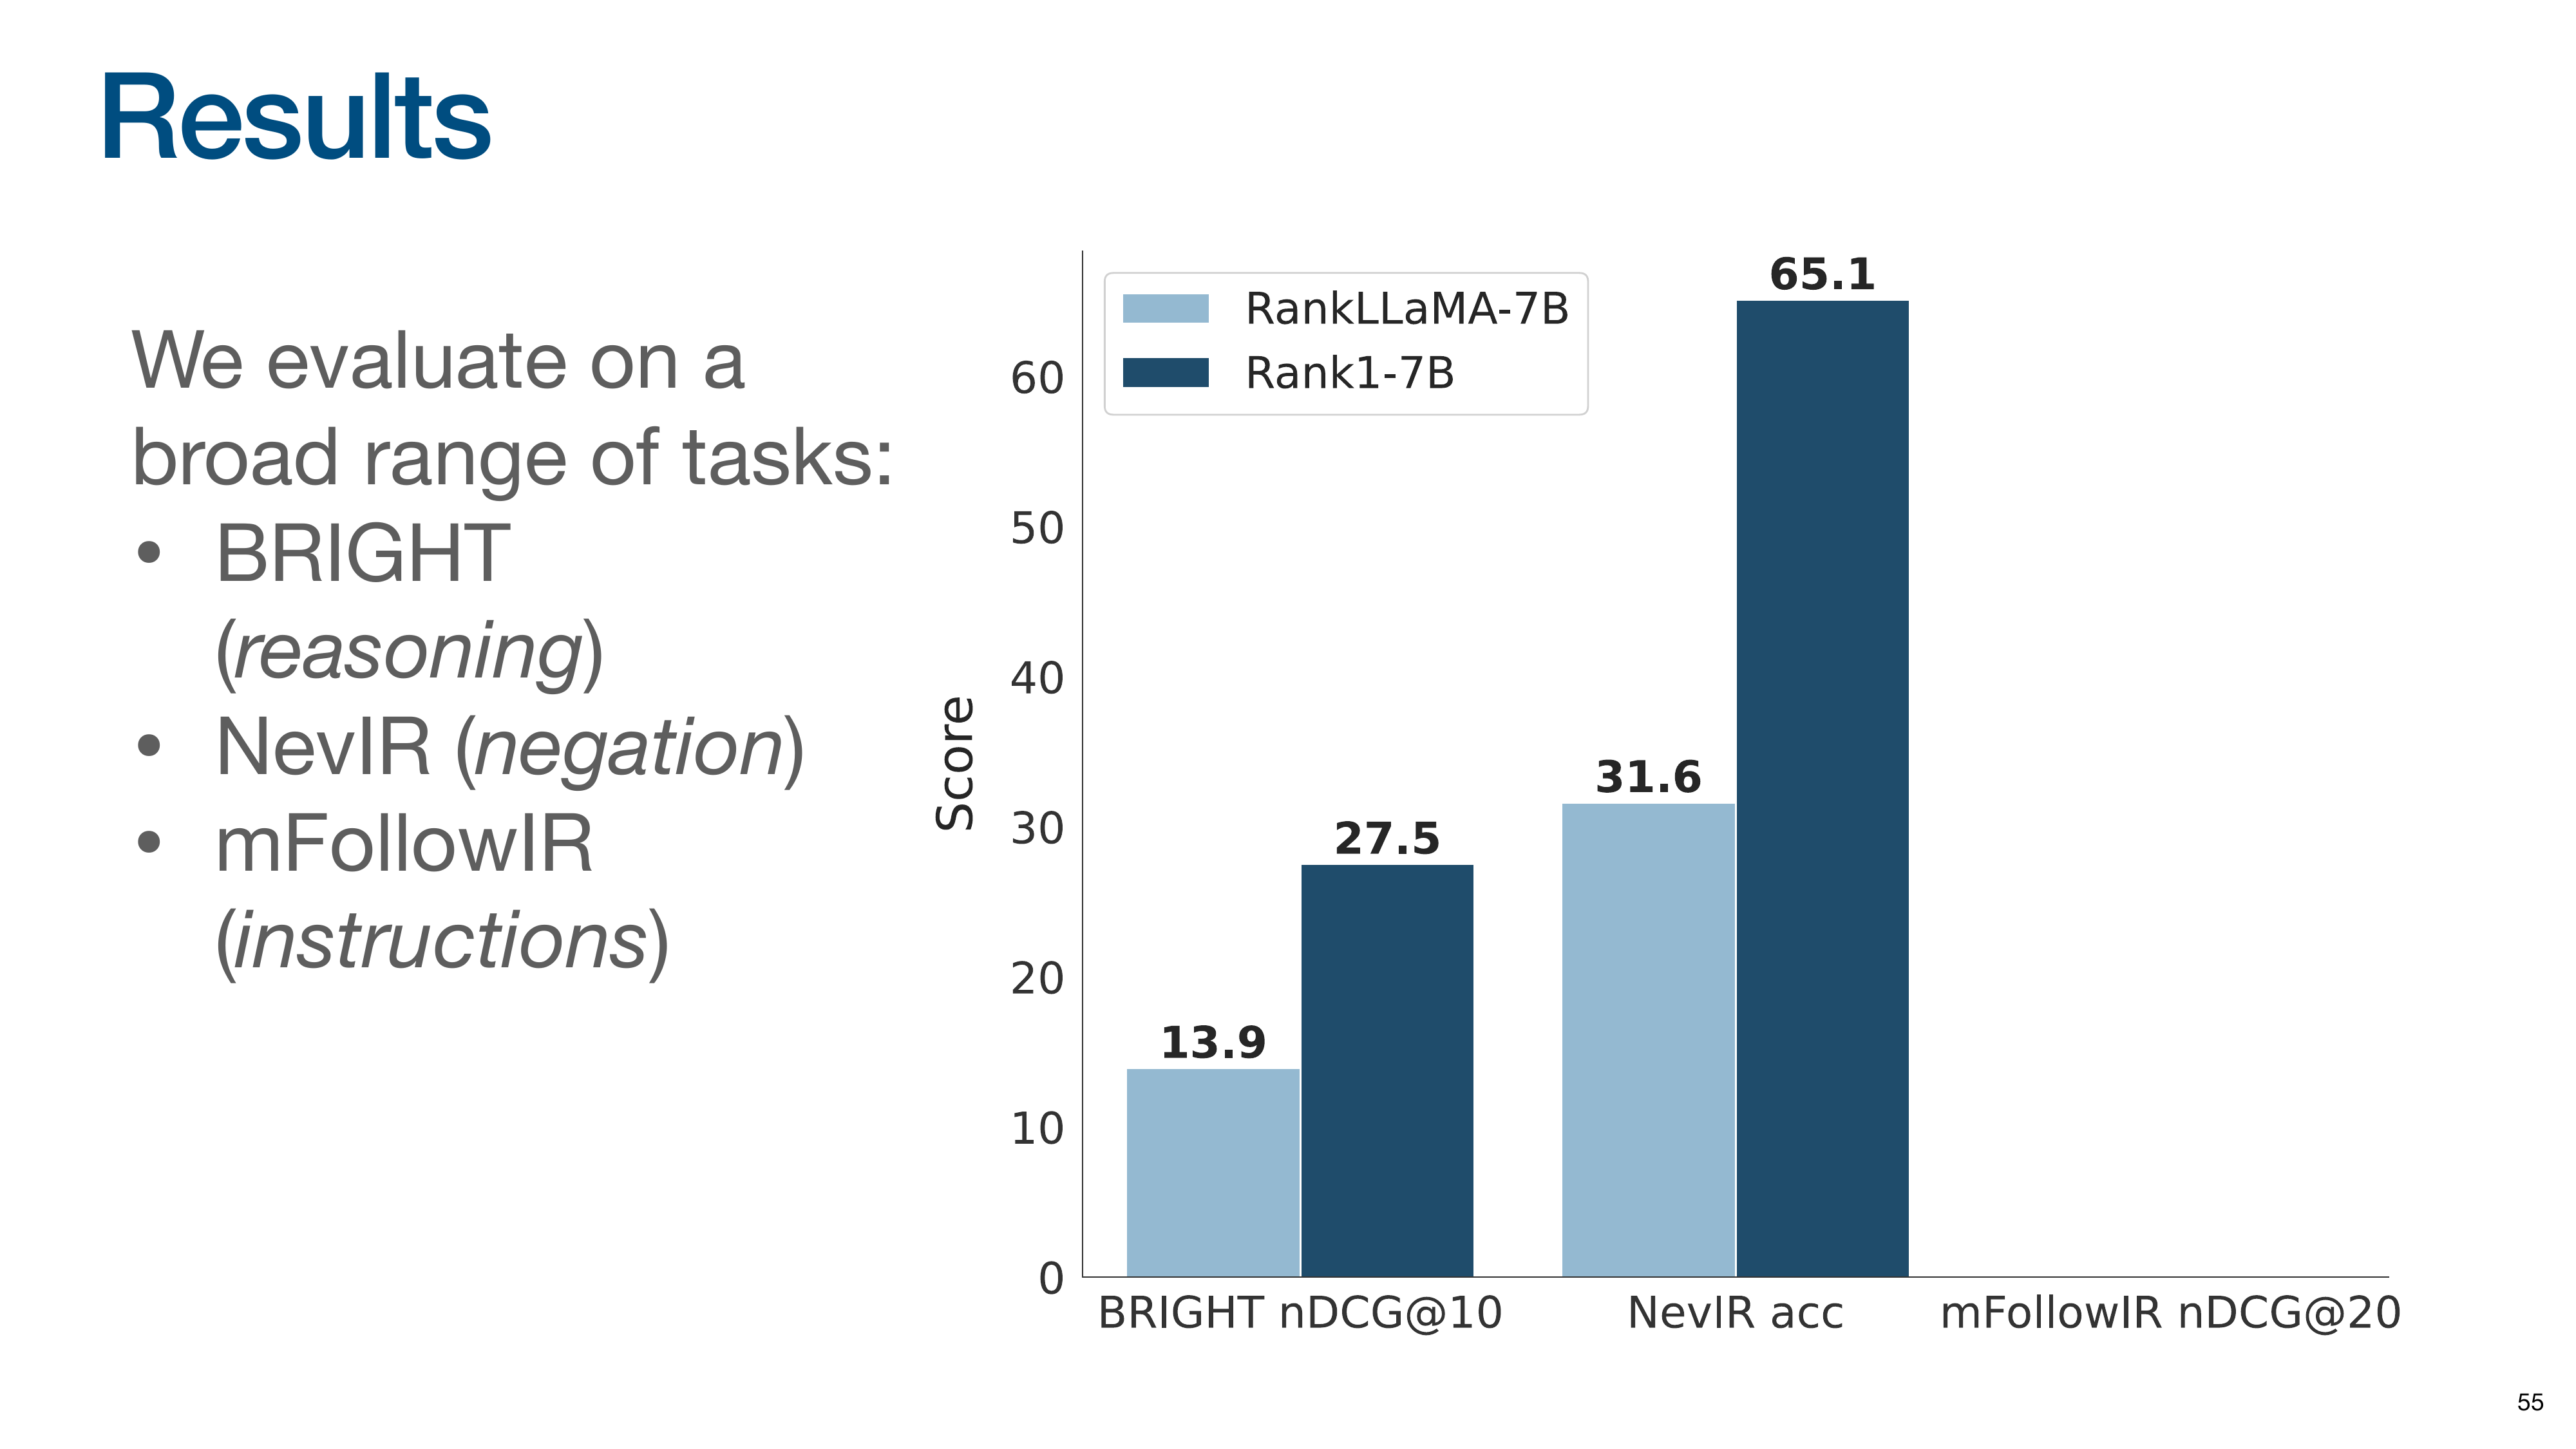 Results
We evaluate on a
broad range of tasks:
• BRIGHT
(reasoning)
• NevIR (negation)
• mFollowIR
(instructions)
RankLLaMA-7B
Rank1-7B
Score
60
50
40
30
20
10
0
13.9
27.5
31.6
65.1
BRIGHT nDCG@10
NevIR acc
mFollowIR nDCG@20
55